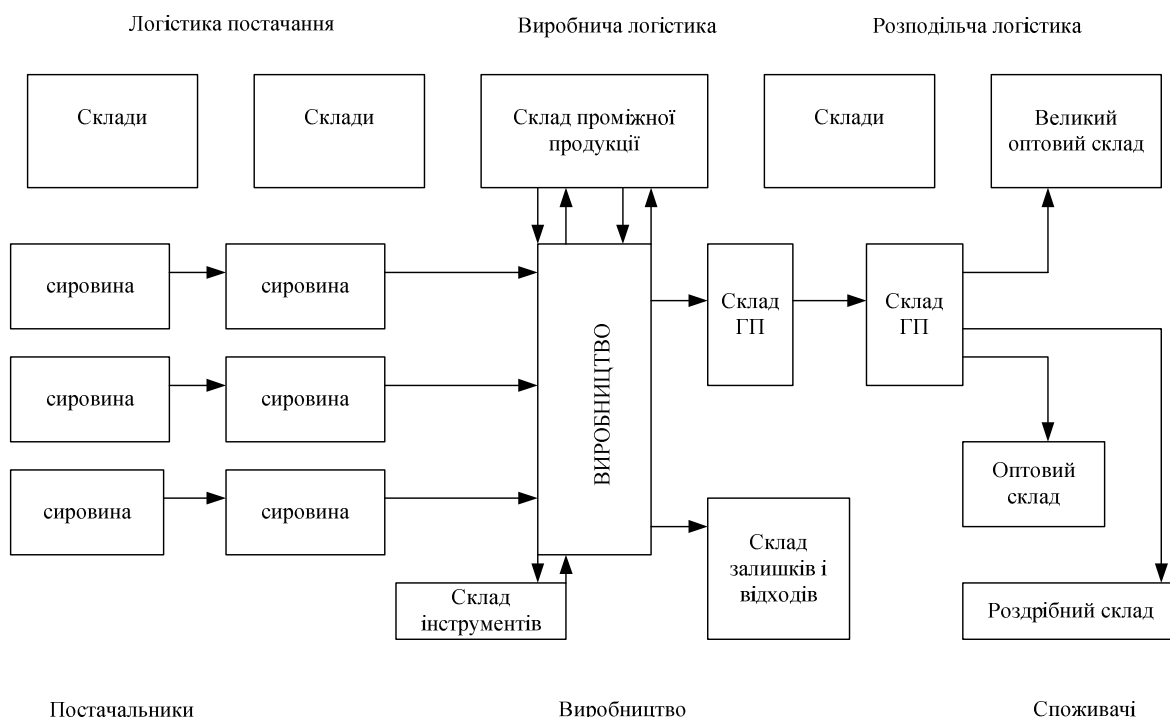 Логістика постачання
Виробнича логістика
Розподільча логістика
Склади
Склади
Склад проміжної
продукції
Склади
Великий
оптовий склад
сировина
сировина
ВИРОБНИЦТВО
Склад
ГП
Склад
ГП
сировина
сировина
сировина
сировина
Оптовий
склад
Склад
залишків і
відходів
Склад
інструментів
Роздрібний склад
Постачальники
Виробництво
Споживачі